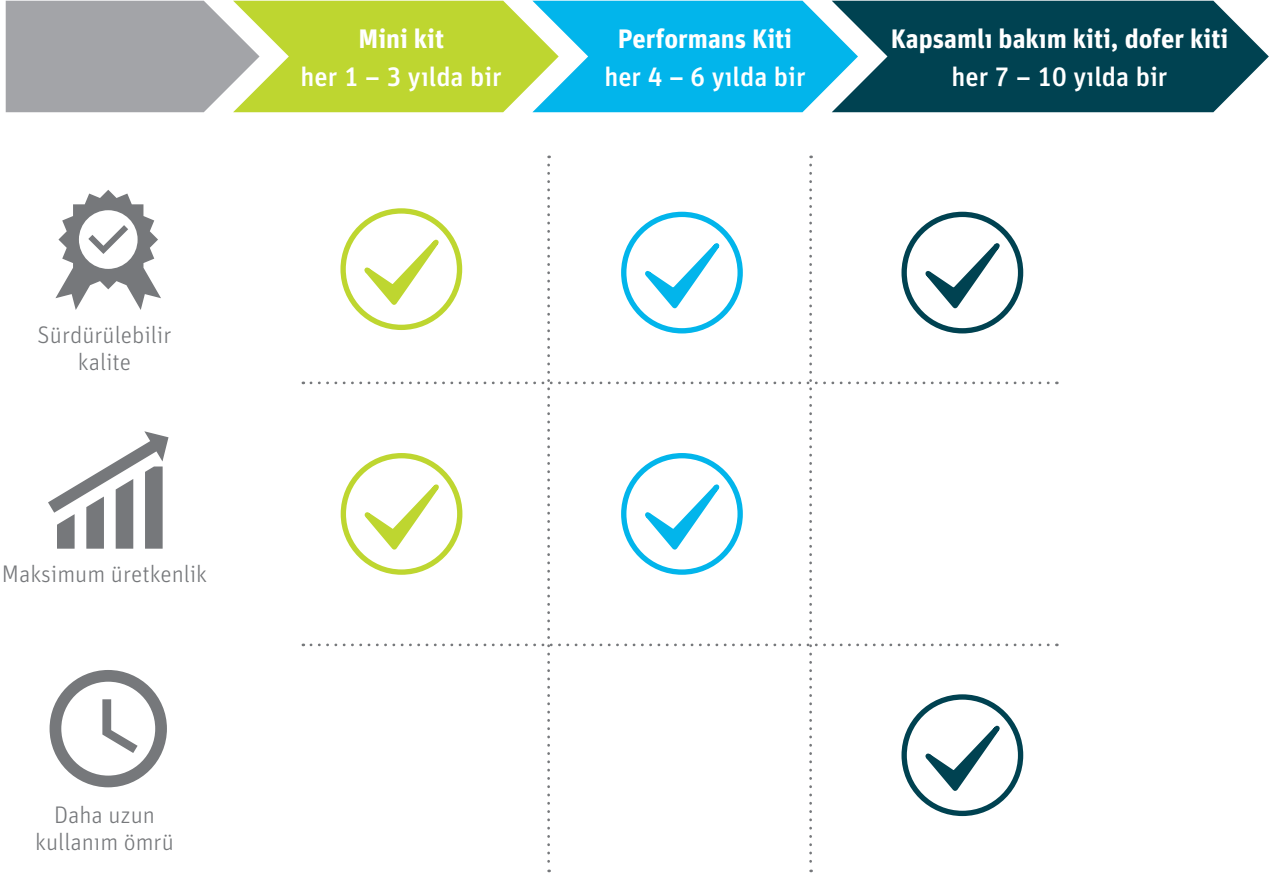 Mini kit
her 1 – 3 yılda bir
Performans Kiti
her 4 – 6 yılda bir
Kapsamlı bakım kiti, dofer kiti
her 7 – 10 yılda bir
Sürdürülebilir
kalite
Maksimum üretkenlik
Daha uzun
kullanım ömrü